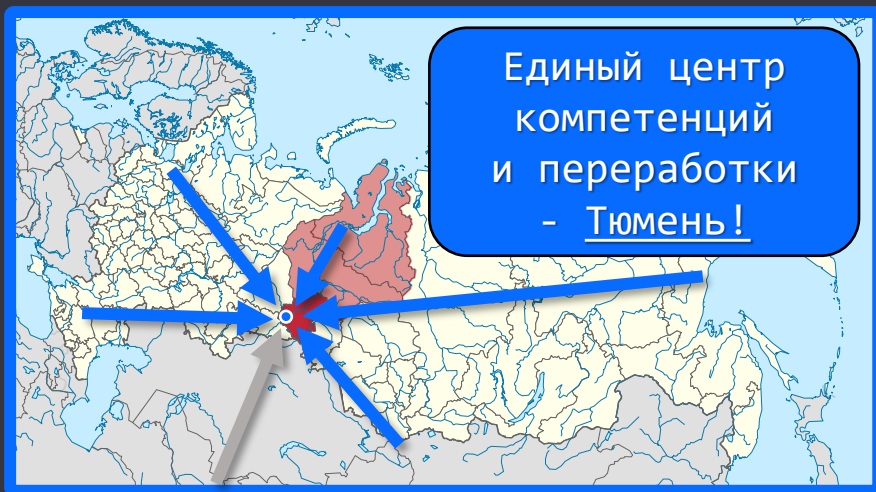 Единый центр
компетенций
и переработки
- Тюмень!